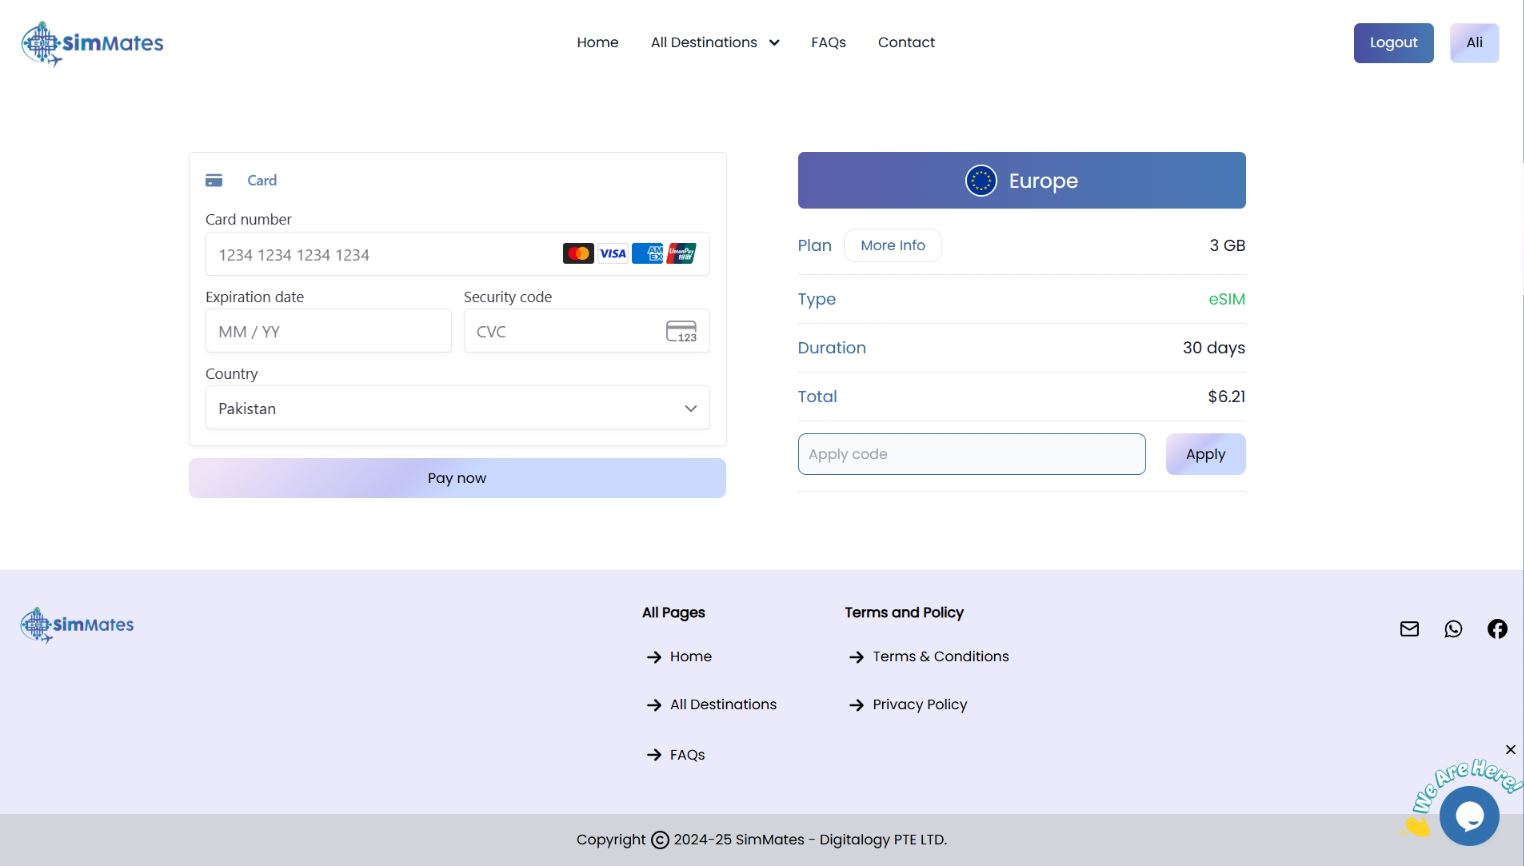 SimMates
Home All Destinations FAQs Contact
Logout
Ali
Card
Card number
1234 1234 1234 1234
VISA
AMEX
UnionPay
Expiration date
MM / YY
Security code
CVC
123
Country
Pakistan
Pay now
Europe
Plan More Info 3 GB
Type eSIM
Duration 30 days
Total $6.21
Apply code Apply
SimMates
All Pages
Home
All Destinations
FAQs
Terms and Policy
Terms & Conditions
Privacy Policy
We Are Here!
Copyright © 2024-25 SimMates - Digitalogy PTE LTD.